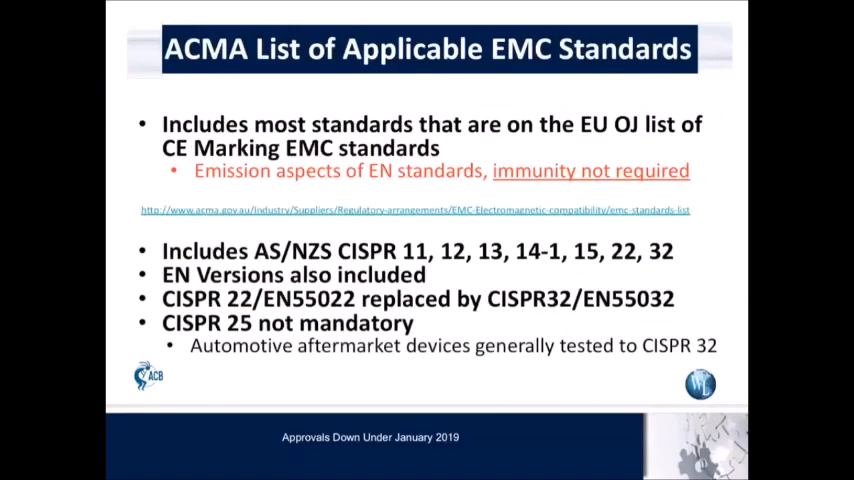 ACMA List of Applicable EMC Standards
• Includes most standards that are on the EU OJ list of
CE Marking EMC standards
• Emission aspects of EN standards, immunity not required
http://www.acma.gov.au/Industry/Suppliers/Regulatory-arrangements/EMC-Electromagnetic-compatibility/emc-standards-list
• Includes AS/NZS CISPR 11, 12, 13, 14-1, 15, 22, 32
• EN Versions also included
• CISPR 22/EN55022 replaced by CISPR32/EN55032
• CISPR 25 not mandatory
• Automotive aftermarket devices generally tested to CISPR 32
ACB
WL
Approvals Down Under January 2019